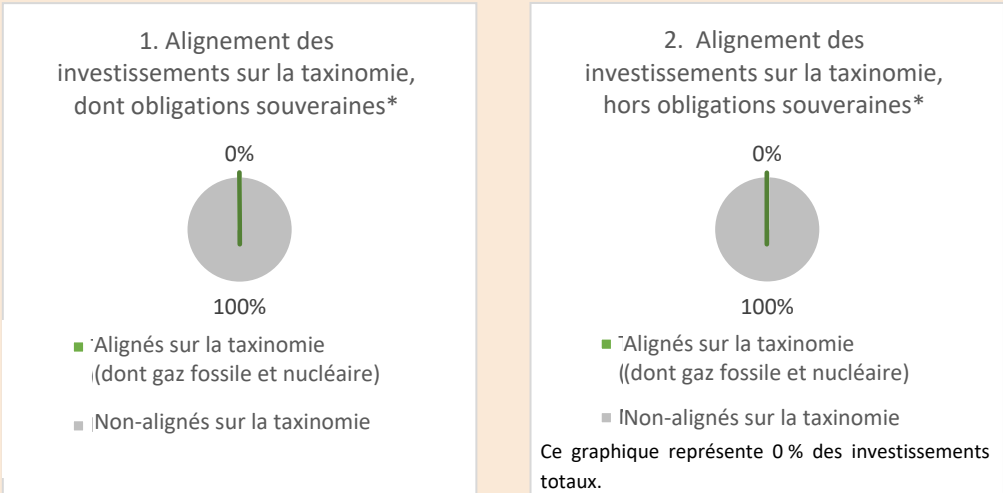 1. Alignement des
investissements sur la taxinomie,
dont obligations souveraines*
0%
100%
Alignés sur la taxinomie
(dont gaz fossile et nucléaire)
Non-alignés sur la taxinomie
2. Alignement des
investissements sur la taxinomie,
hors obligations souveraines*
0%
100%
Alignés sur la taxinomie
((dont gaz fossile et nucléaire)
Non-alignés sur la taxinomie
Ce graphique représente 0 % des investissements
totaux.